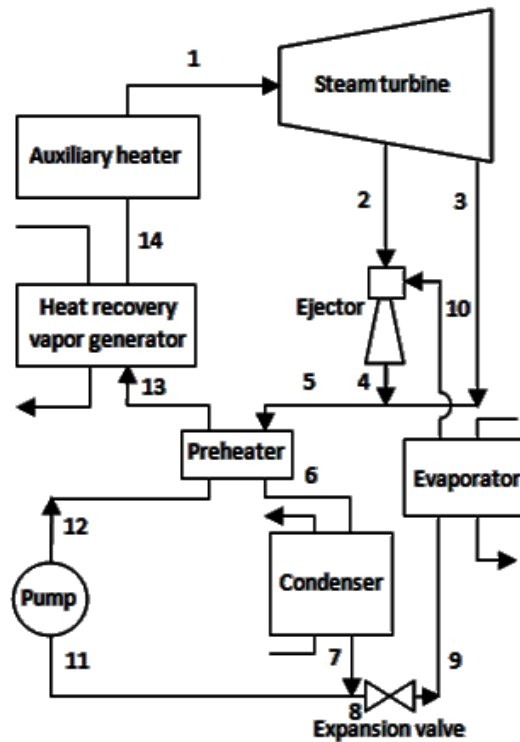 1
Steam turbine
Auxiliary heater
2
3
14
Heat recovery
vapor generator
Ejector
10
13
5
4
Preheater
6
Evaporator
12
Pump
Condenser
11
7
9
8
Expansion valve